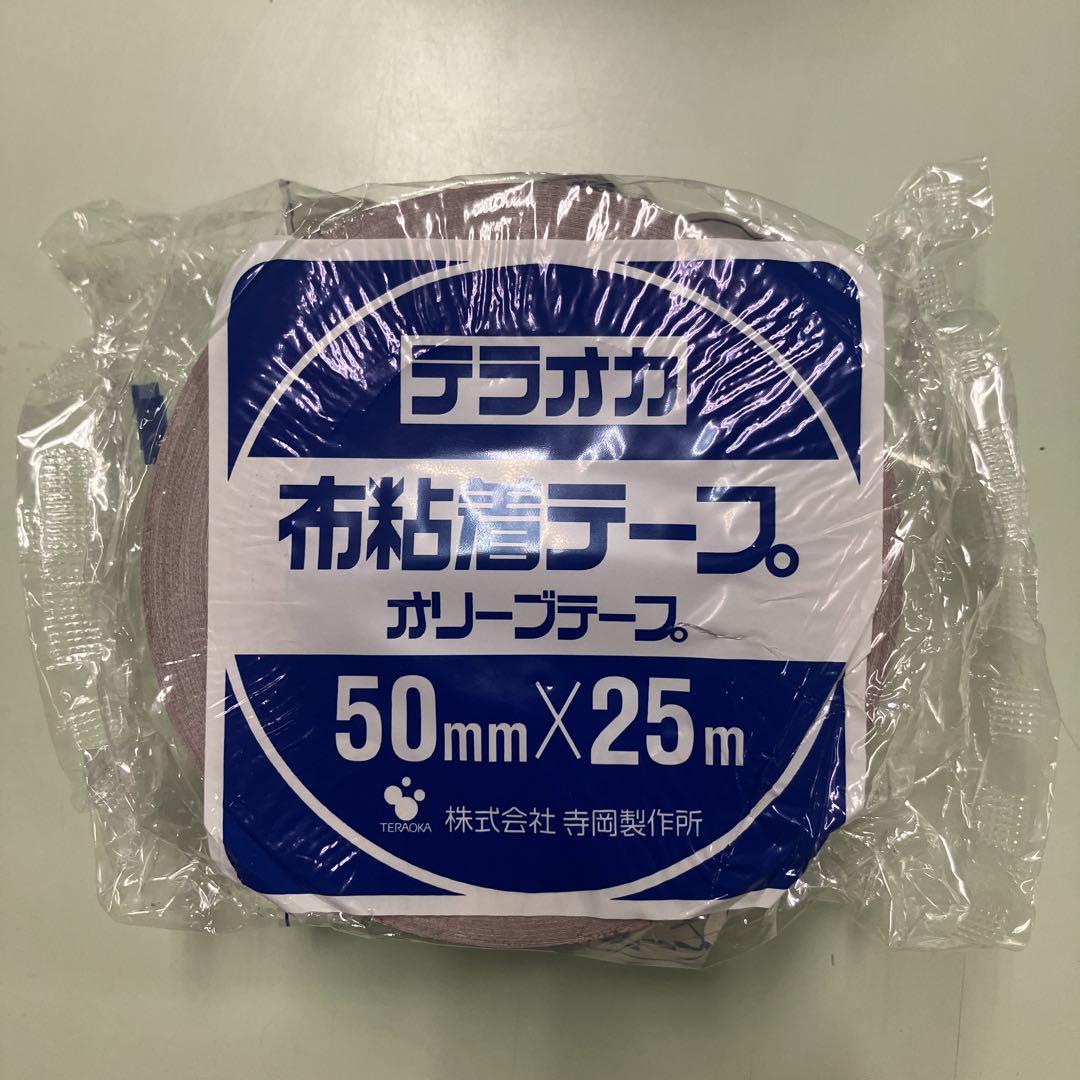 テラオカ
布粘着テープ。
オリーブテープ。
50mm×25m
TERAOKA 株式会社 寺岡製作所